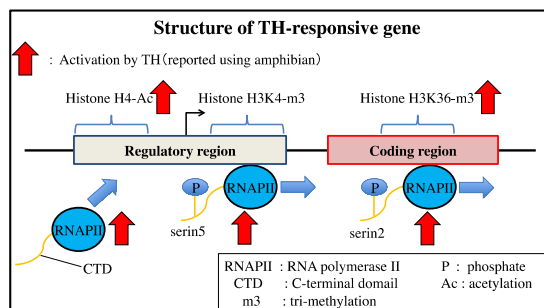 Structure of TH-responsive gene
: Activation by TH(reported using amphibian)
Histone H4-Ac Histone H3K4-m3 Histone H3K36-m3
Regulatory region Coding region
P RNAPII P RNAPII
RNAPII serin5 serin2
CTD
RNAPII : RNA polymerase II P : phosphate
CTD : C-terminal domail Ac : acetylation
m3 : tri-methylation